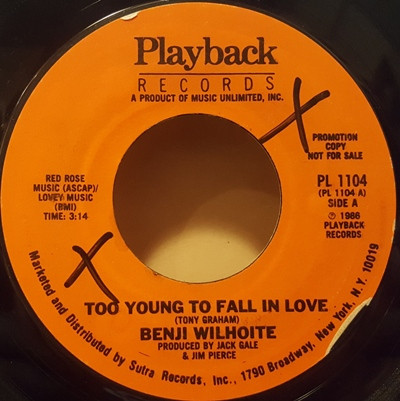 Playback
RECORDS
A PRODUCT OF MUSIC UNLIMITED, INC.
PROMOTION
COPY
NOT FOR SALE
RED ROSE
MUSIC (ASCAP)/
LOVEY MUSIC
(BMI)
TIME: 3:14
PL 1104
(PL 1104 A)
SIDE A
℗ 1986
PLAYBACK
RECORDS
TOO YOUNG TO FALL IN LOVE
(TONY GRAHAM)
BENJI WILHOITE
PRODUCED BY JACK GALE
& JIM PIERCE
Marketed and Distributed by Sutra Records, Inc., 1790 Broadway, New York, N.Y. 10019